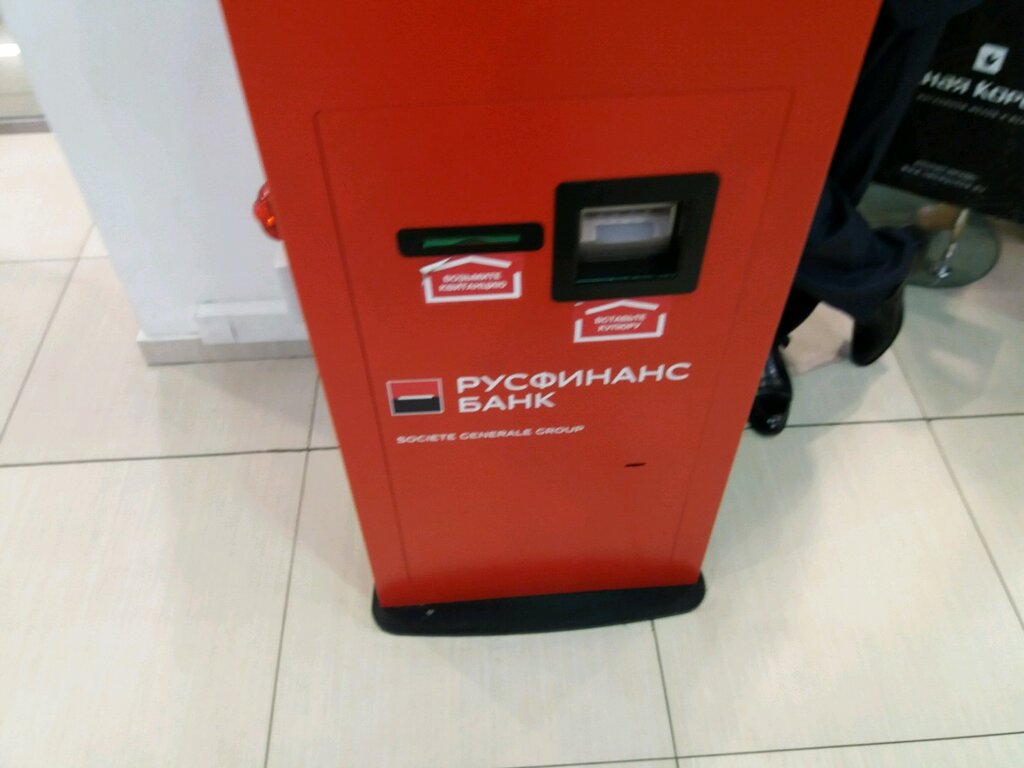 ВОЗЬМИТЕ
КВИТАНЦИЮ
ВСТАВЬТЕ
КУПЮРУ
РУСФИНАНС
БАНК
SOCIETE GENERALE GROUP